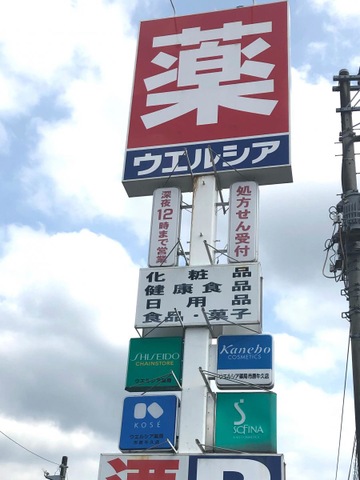 薬
ウエルシア
深夜12時まで営業
処方せん受付
化粧品
健康食品
日用品
食品・菓子
SHISEIDO
CHAINSTORE
Kanebo
COSMETICS
K
KOSÉ
S
SOFINA
酒
P